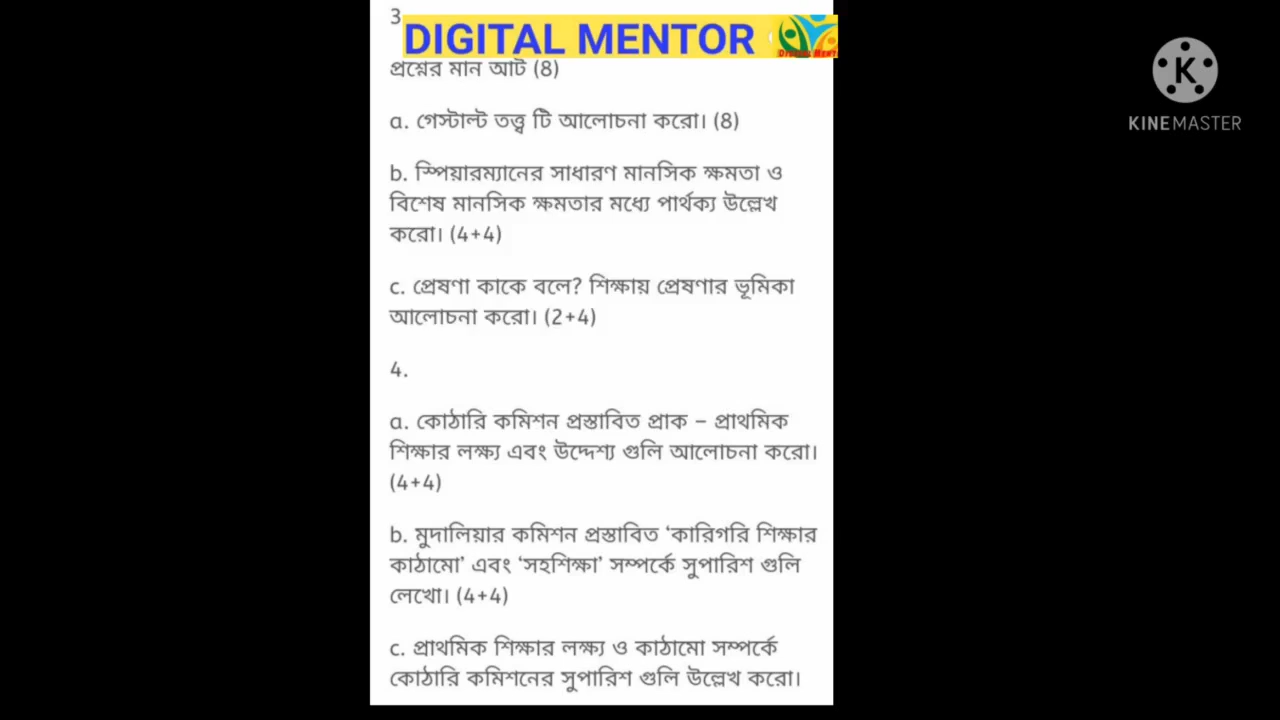 3
DIGITAL MENTOR
DIGITAL MENT
প্রশ্নের মান আট (8)
a. গেস্টাল্ট তত্ত্ব টি আলোচনা করো। (8)
b. স্পিয়ারম্যানের সাধারণ মানসিক ক্ষমতা ও
বিশেষ মানসিক ক্ষমতার মধ্যে পার্থক্য উল্লেখ
করো। (4+4)
c. প্রেষণা কাকে বলে? শিক্ষায় প্রেষণার ভূমিকা
আলোচনা করো। (2+4)
4.
a. কোঠারি কমিশন প্রস্তাবিত প্রাক – প্রাথমিক
শিক্ষার লক্ষ্য এবং উদ্দেশ্য গুলি আলোচনা করো।
(4+4)
b. মুদালিয়ার কমিশন প্রস্তাবিত ‘কারিগরি শিক্ষার
কাঠামো’ এবং ‘সহশিক্ষা’ সম্পর্কে সুপারিশ গুলি
লেখো। (4+4)
c. প্রাথমিক শিক্ষার লক্ষ্য ও কাঠামো সম্পর্কে
কোঠারি কমিশনের সুপারিশ গুলি উল্লেখ করো।
K
KINEMASTER